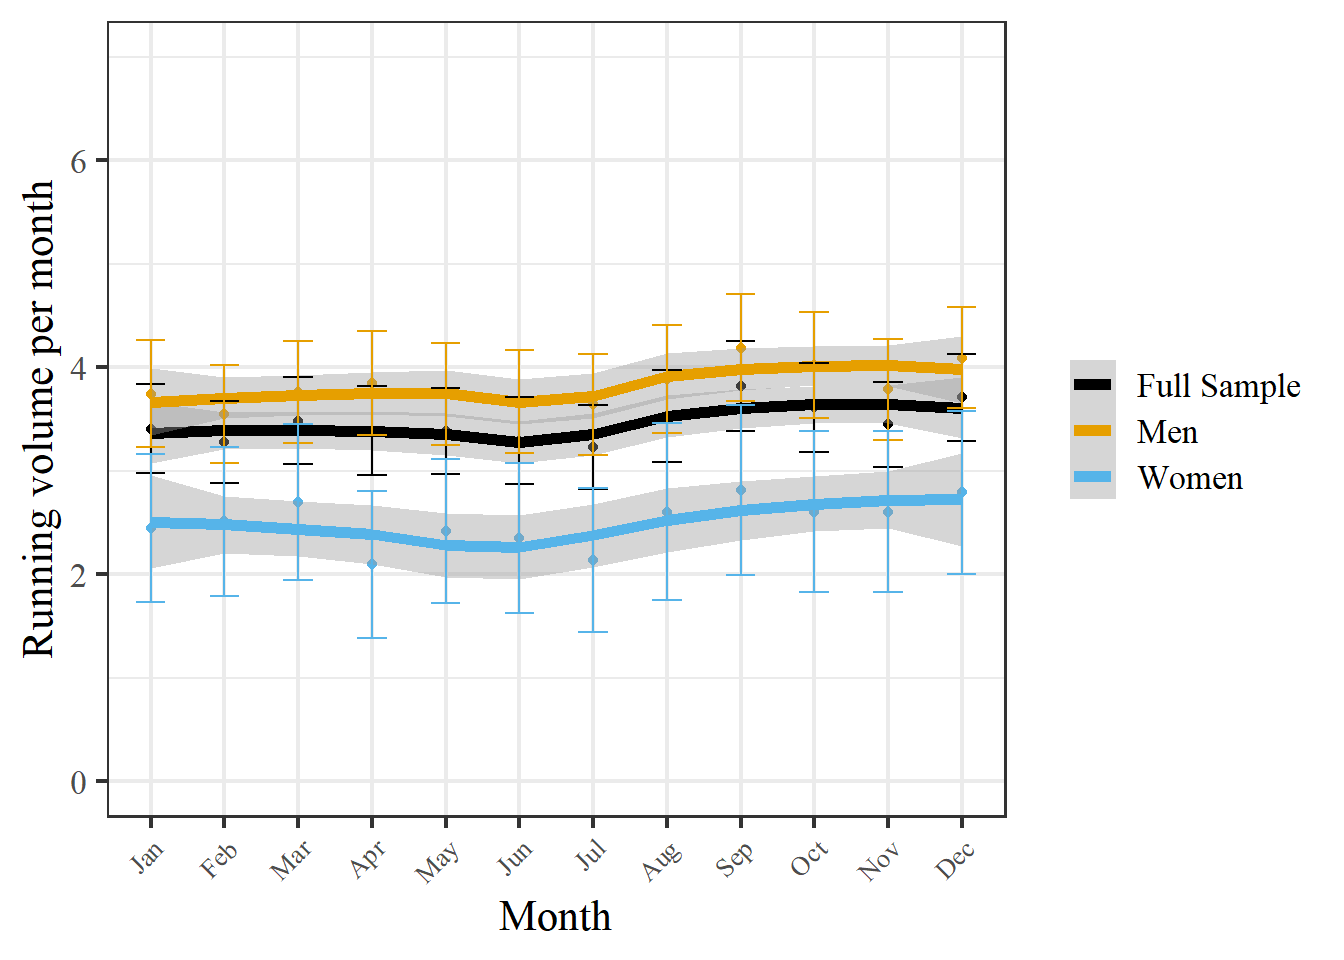 Running volume per month
6
4
2
0
Jan Feb Mar Apr May Jun Jul Aug Sep Oct Nov Dec
Month
Full Sample
Men
Women